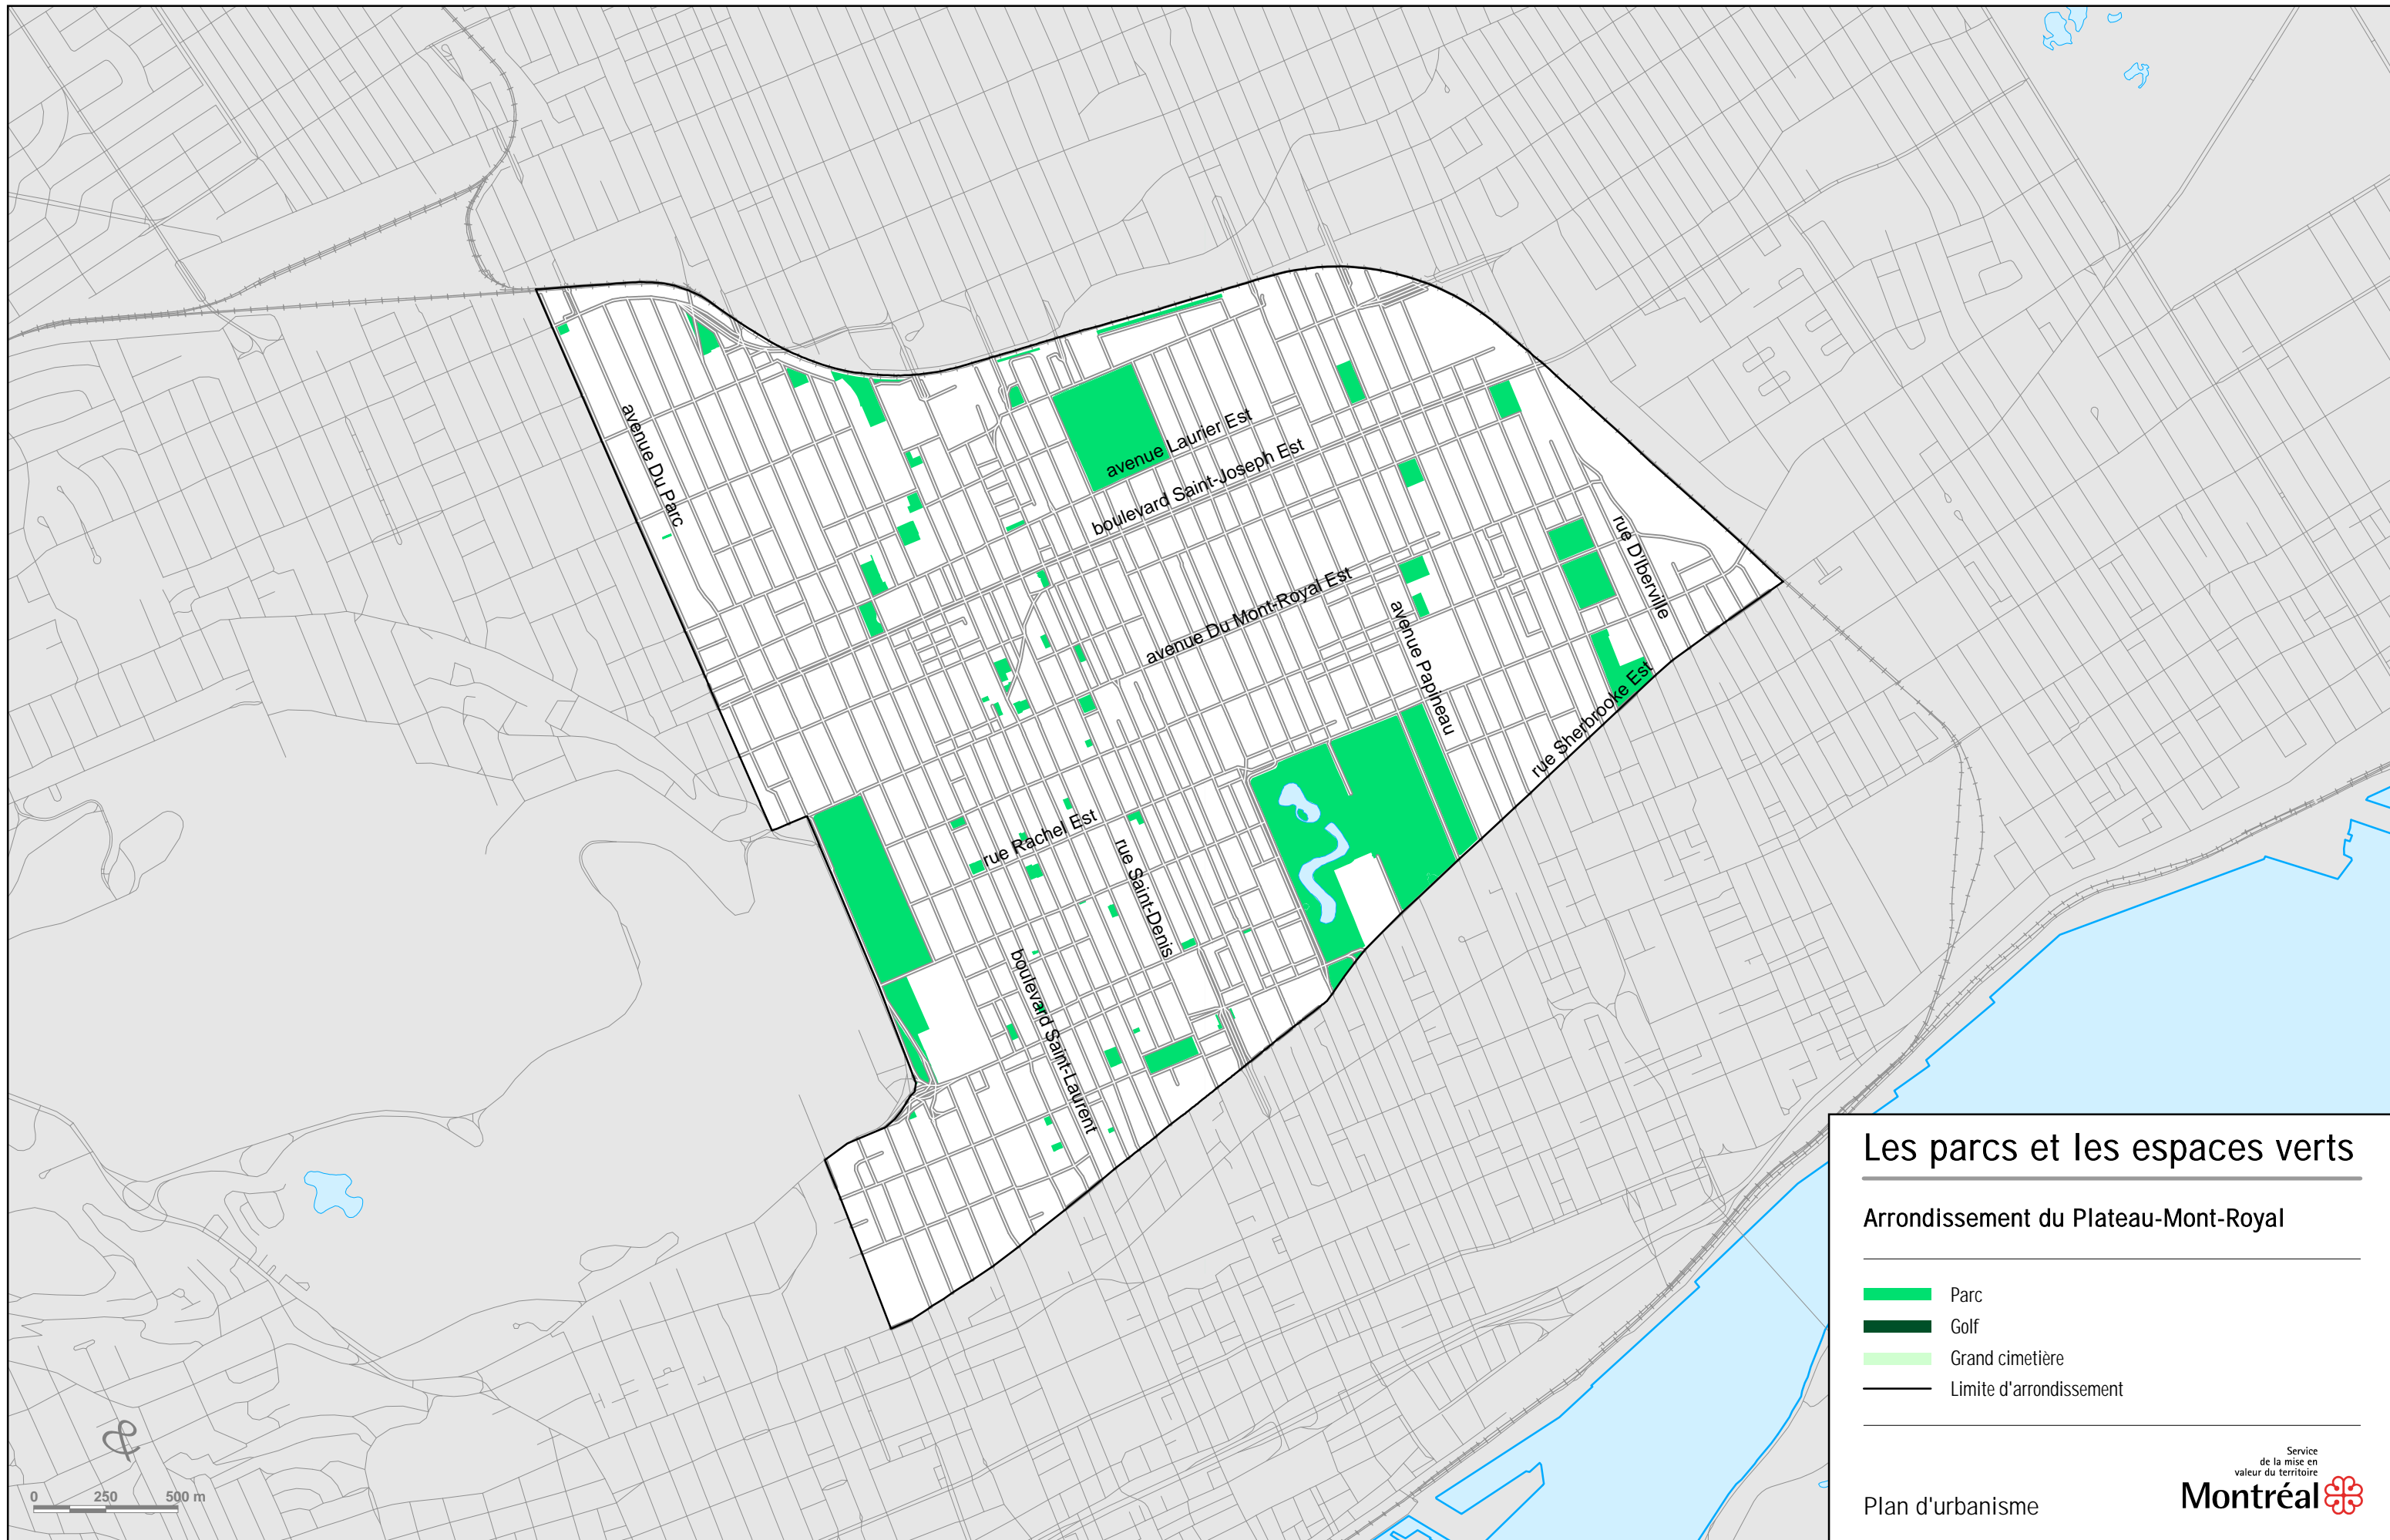 avenue Du Parc
avenue Laurier Est
boulevard Saint-Joseph Est
avenue Du Mont-Royal Est
rue D'Iberville
avenue Papineau
rue Sherbrooke Est
rue Rachel Est
rue Saint-Denis
boulevard Saint-Laurent
0 250 500 m
Les parcs et les espaces verts
Arrondissement du Plateau-Mont-Royal
Parc
Golf
Grand cimetière
Limite d'arrondissement
Service
de la mise en
valeur du territoire
Montréal
Plan d'urbanisme